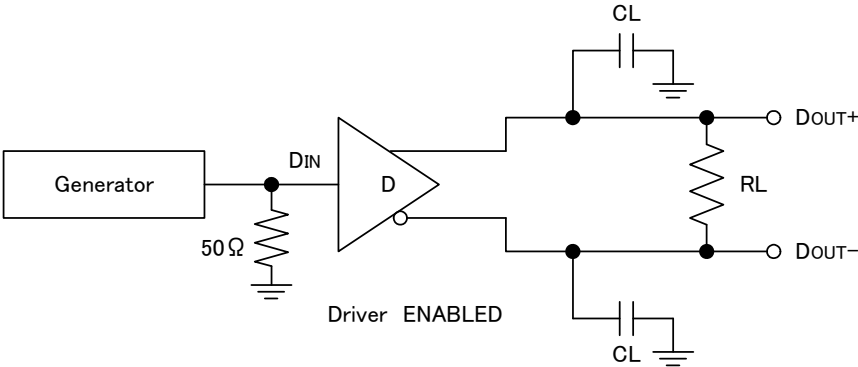 CL
DOUT+
DIN
Generator
D
RL
50Ω
DOUT−
Driver ENABLED
CL